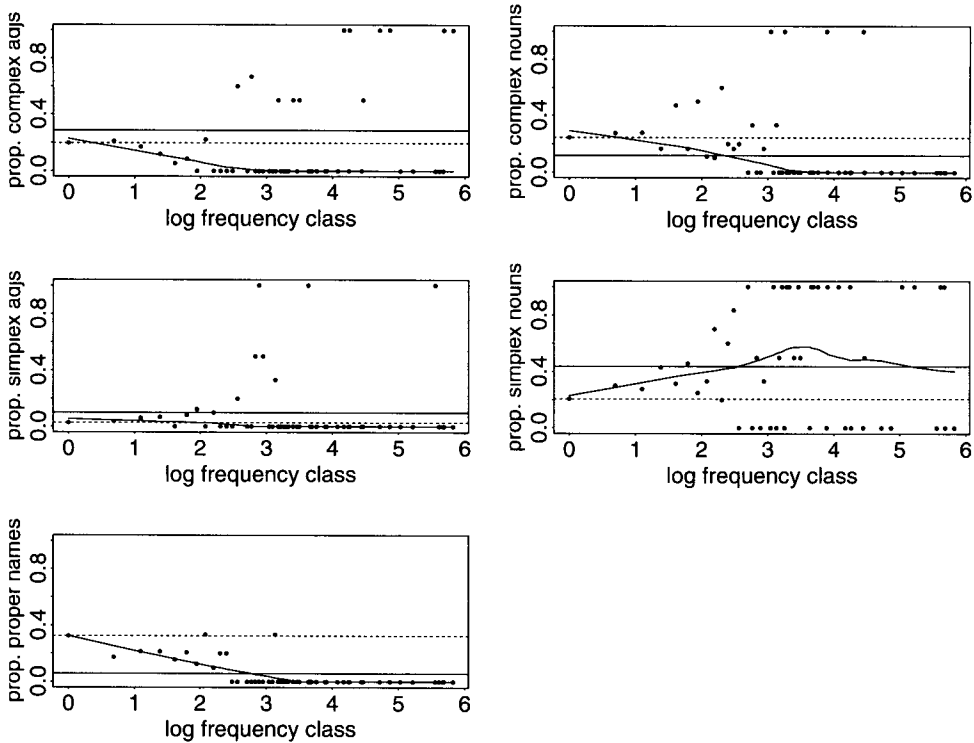 prop. complex adjs
0.0 0.4 0.8
0 1 2 3 4 5 6
log frequency class
prop. complex nouns
0.0 0.4 0.8
0 1 2 3 4 5 6
log frequency class
prop. simplex adjs
0.0 0.4 0.8
0 1 2 3 4 5 6
log frequency class
prop. simplex nouns
0.0 0.4 0.8
0 1 2 3 4 5 6
log frequency class
prop. proper names
0.0 0.4 0.8
0 1 2 3 4 5 6
log frequency class